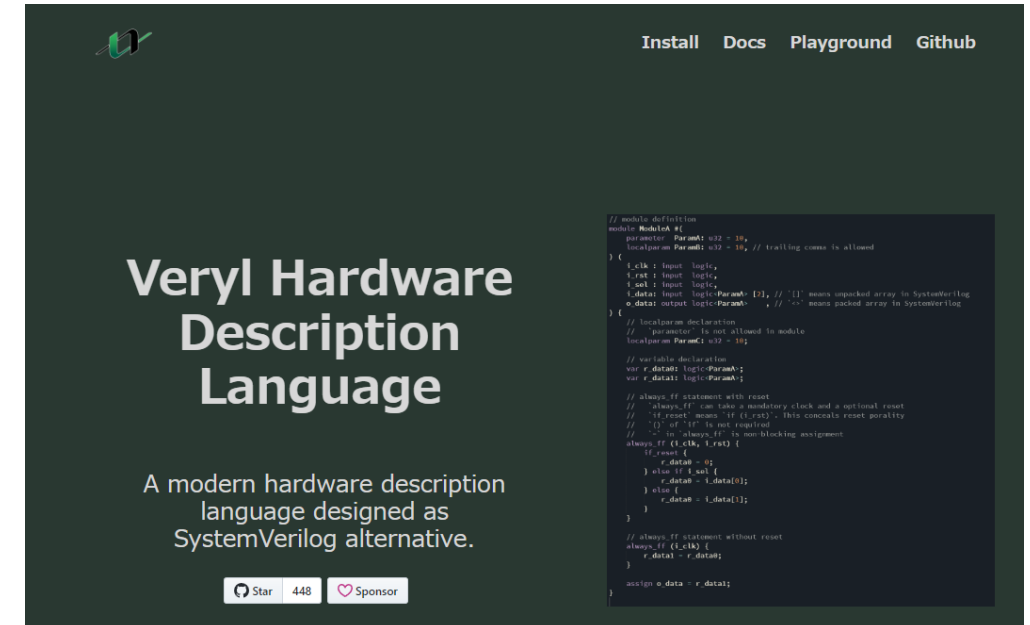 Install Docs Playground Github
Veryl Hardware
Description
Language
A modern hardware description
language designed as
SystemVerilog alternative.
Star 448 Sponsor
// module definition
module ModuleA #(
parameter ParamA: u32 = 10,
localparam ParamB: u32 = 10, // trailing comma is allowed
) (
i_clk : input logic,
i_rst : input logic,
i_sel : input logic,
i_data: input logic<ParamA> [2], // `[]` means unpacked array in SystemVerilog
o_data: output logic<ParamA> , // `<>` means packed array in SystemVerilog
) {
// localparam declaration
// `parameter` is not allowed in module
localparam ParamC: u32 = 10;
// variable declaration
var r_data0: logic<ParamA>;
var r_data1: logic<ParamA>;
// always_ff statement with reset
// `always_ff` can take a mandatory clock and a optional reset
// `if_reset` means `if (i_rst)`. This conceals reset porality
// `()` of `if` is not required
// `=` in `always_ff` is non-blocking assignment
always_ff (i_clk, i_rst) {
if_reset {
r_data0 = 0;
} else if i_sel {
r_data0 = i_data[0];
} else {
r_data0 = i_data[1];
}
}
// always_ff statement without reset
always_ff (i_clk) {
r_data1 = r_data0;
}
assign o_data = r_data1;
}